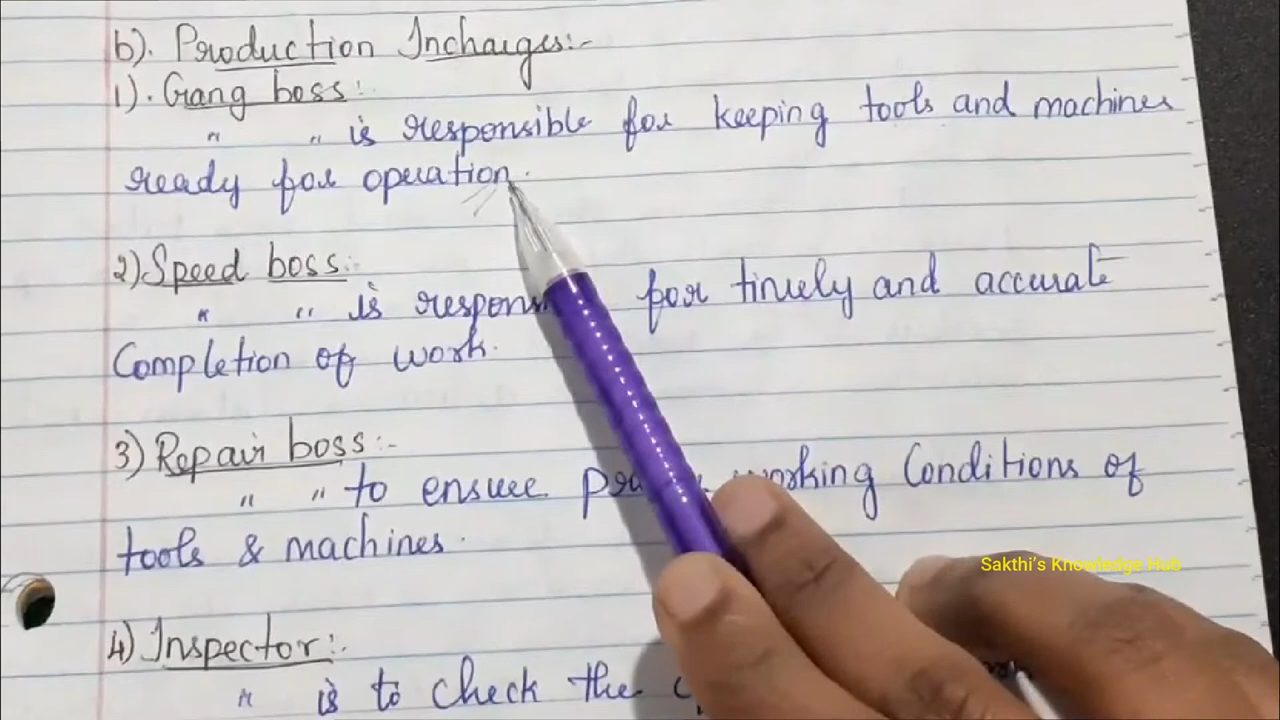 b). Production Incharges:-
1). Gang boss:-
" " is responsible for keeping tools and machines
ready for operation.
2) Speed boss:-
" " is for timely and accurate
Completion of work.
3) Repair boss:-
" " to ensure working Conditions of
tools & machines.
Sakthi's Knowledge Hub
4) Inspector:-
" is to check the